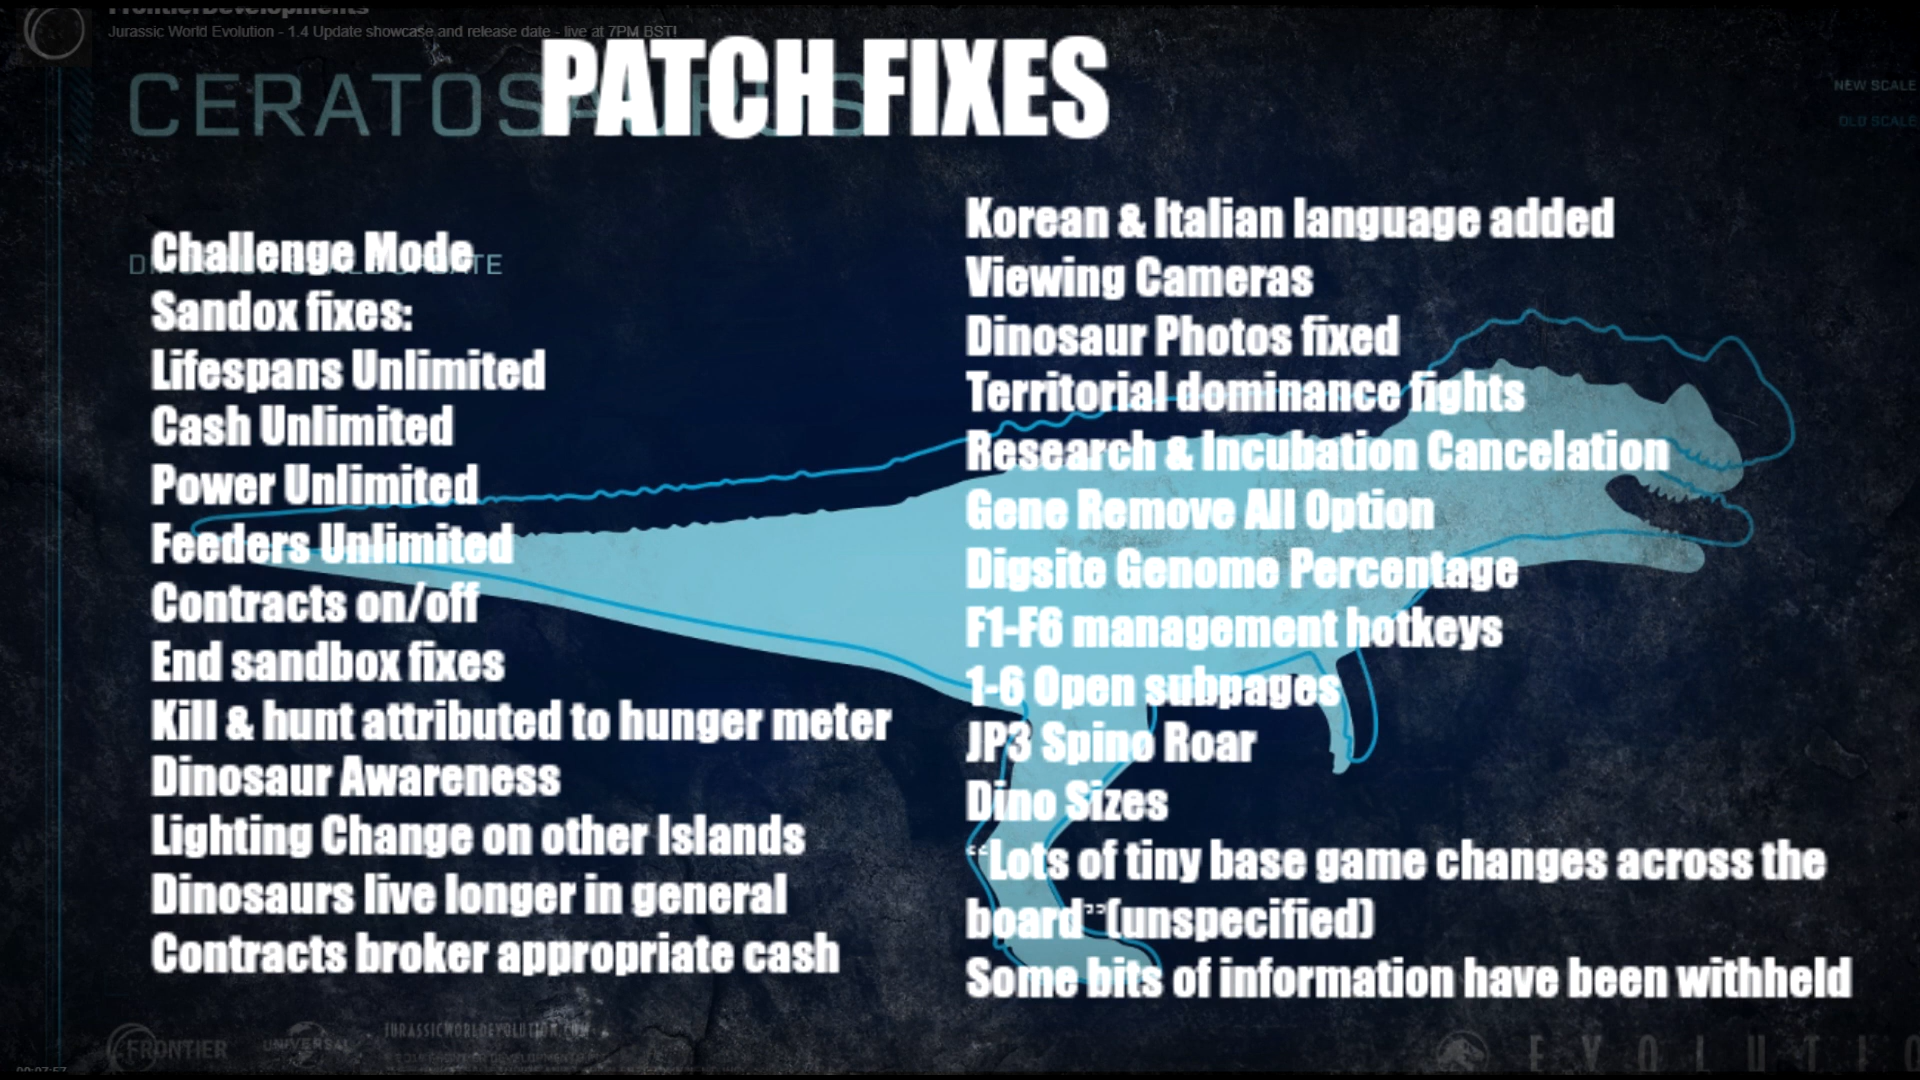 FrontierDevelopments
Jurassic World Evolution - 1.4 Update showcase and release date - live at 7PM BST!
PATCH FIXES
CERATOSAURUS
NEW SCALE
OLD SCALE
Challenge Mode
Sandox fixes:
Lifespans Unlimited
Cash Unlimited
Power Unlimited
Feeders Unlimited
Contracts on/off
End sandbox fixes
Kill & hunt attributed to hunger meter
Dinosaur Awareness
Lighting Change on other Islands
Dinosaurs live longer in general
Contracts broker appropriate cash
Korean & Italian language added
Viewing Cameras
Dinosaur Photos fixed
Territorial dominance fights
Research & Incubation Cancelation
Gene Remove All Option
Digsite Genome Percentage
F1-F6 management hotkeys
1-6 Open subpages
JP3 Spino Roar
Dino Sizes
“Lots of tiny base game changes across the
board”(unspecified)
Some bits of information have been withheld
FRONTIER
UNIVERSAL
JURASSICWORLDEVOLUTION.COM
EVOLUTIO